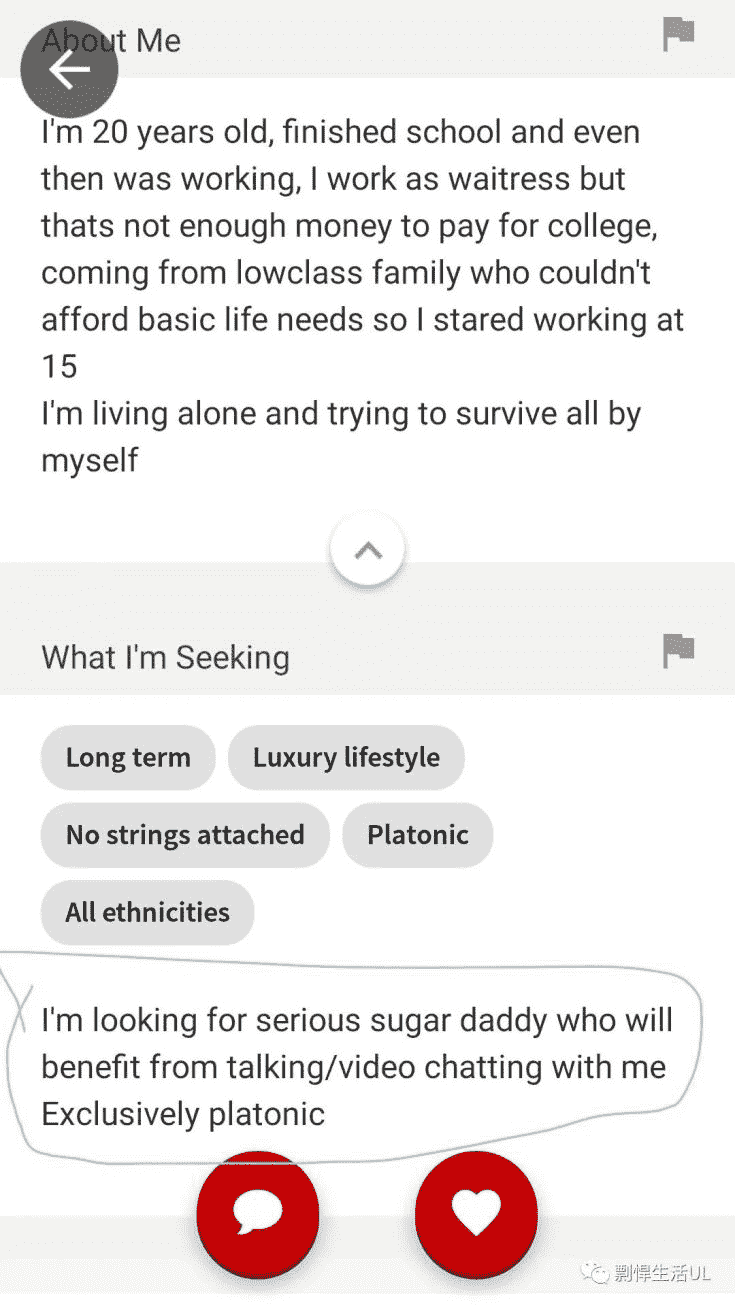 About Me
I'm 20 years old, finished school and even
then was working, I work as waitress but
thats not enough money to pay for college,
coming from lowclass family who couldn't
afford basic life needs so I stared working at
15
I'm living alone and trying to survive all by
myself
What I'm Seeking
Long term
Luxury lifestyle
No strings attached
Platonic
All ethnicities
I'm looking for serious sugar daddy who will
benefit from talking/video chatting with me
Exclusively platonic
剽悍生活UL